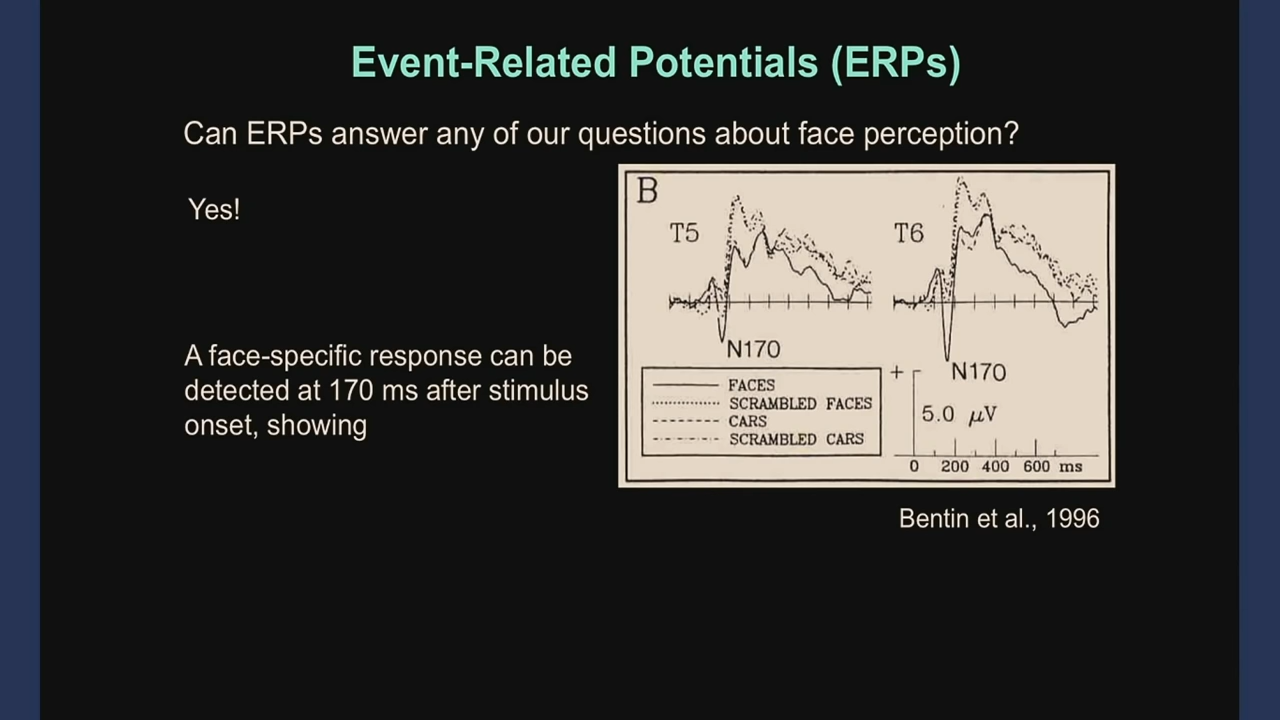 Event-Related Potentials (ERPs)
Can ERPs answer any of our questions about face perception?
Yes!
A face-specific response can be
detected at 170 ms after stimulus
onset, showing
B
T5
T6
N170
N170
FACES
SCRAMBLED FACES
CARS
SCRAMBLED CARS
+
5.0 μV
0 200 400 600 ms
Bentin et al., 1996